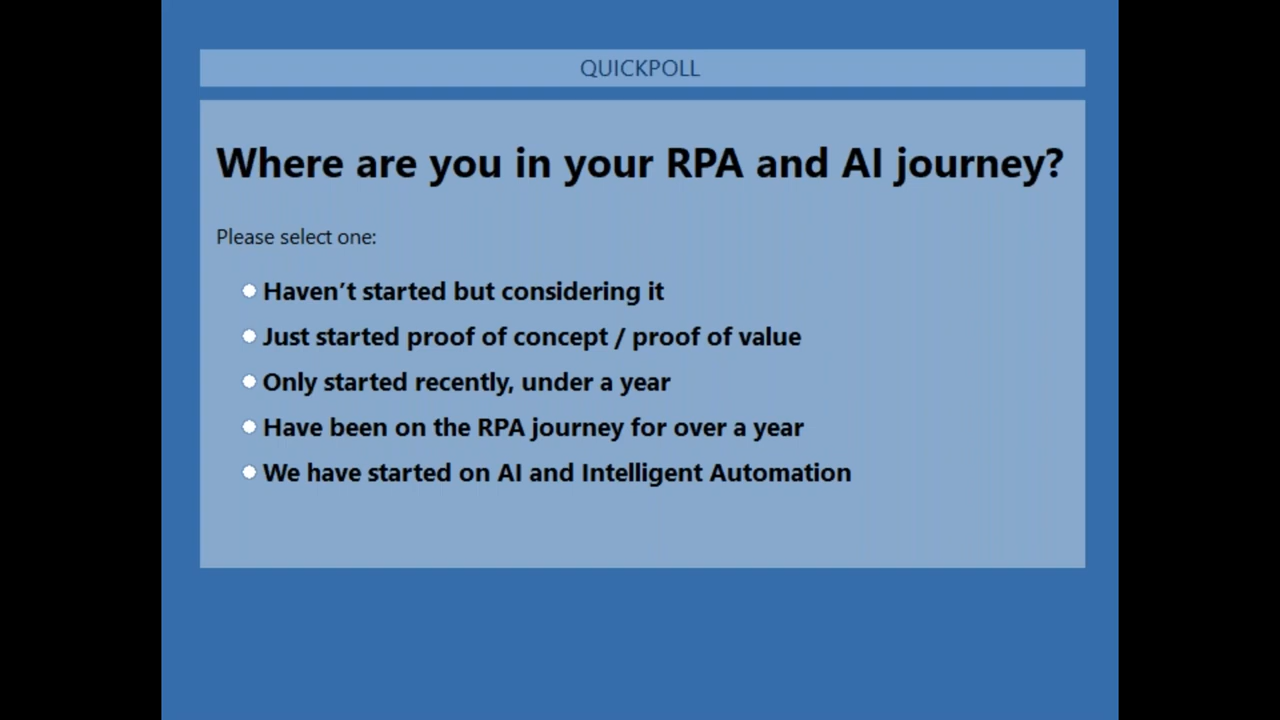 QUICKPOLL
Where are you in your RPA and AI journey?
Please select one:
Haven’t started but considering it
Just started proof of concept / proof of value
Only started recently, under a year
Have been on the RPA journey for over a year
We have started on AI and Intelligent Automation